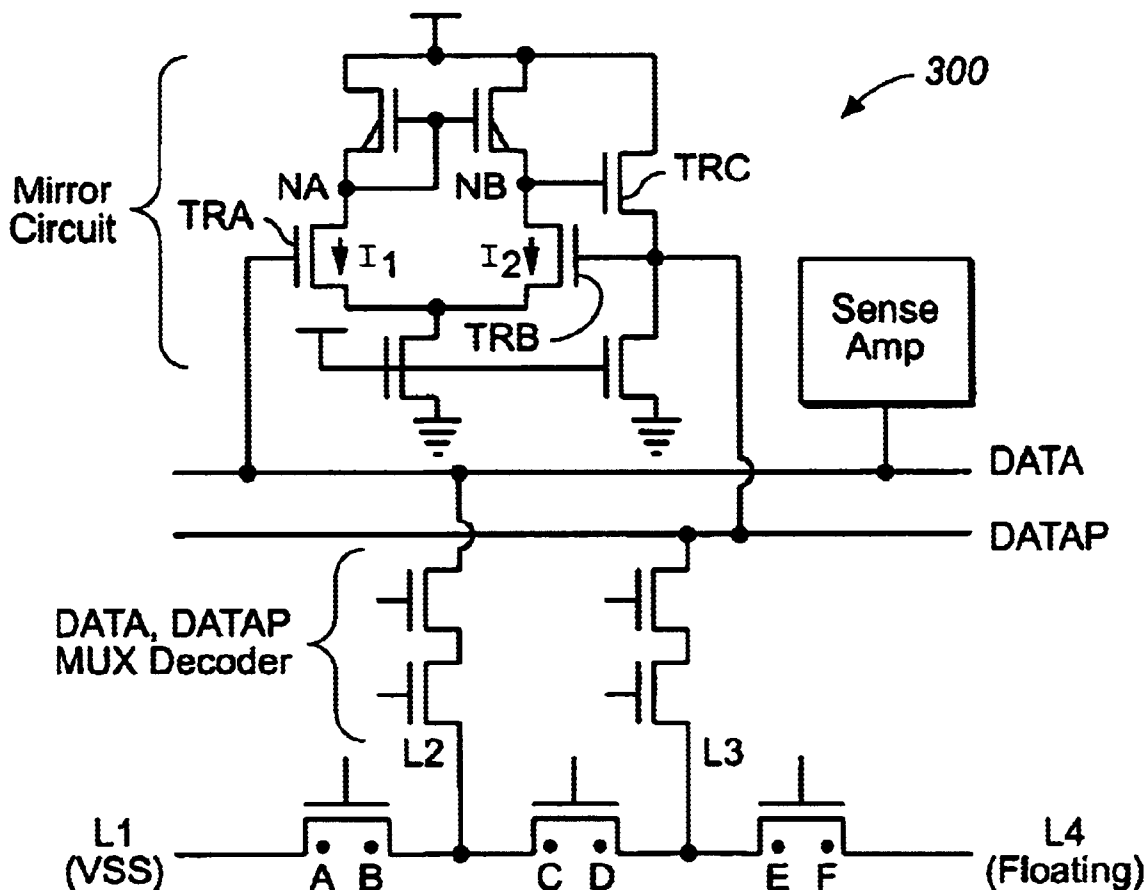 300
Mirror
Circuit
NA
NB
TRC
TRA
I1
I2
TRB
Sense
Amp
DATA
DATAP
DATA, DATAP
MUX Decoder
L2
L3
L1
(VSS)
A B C D E F
L4
(Floating)